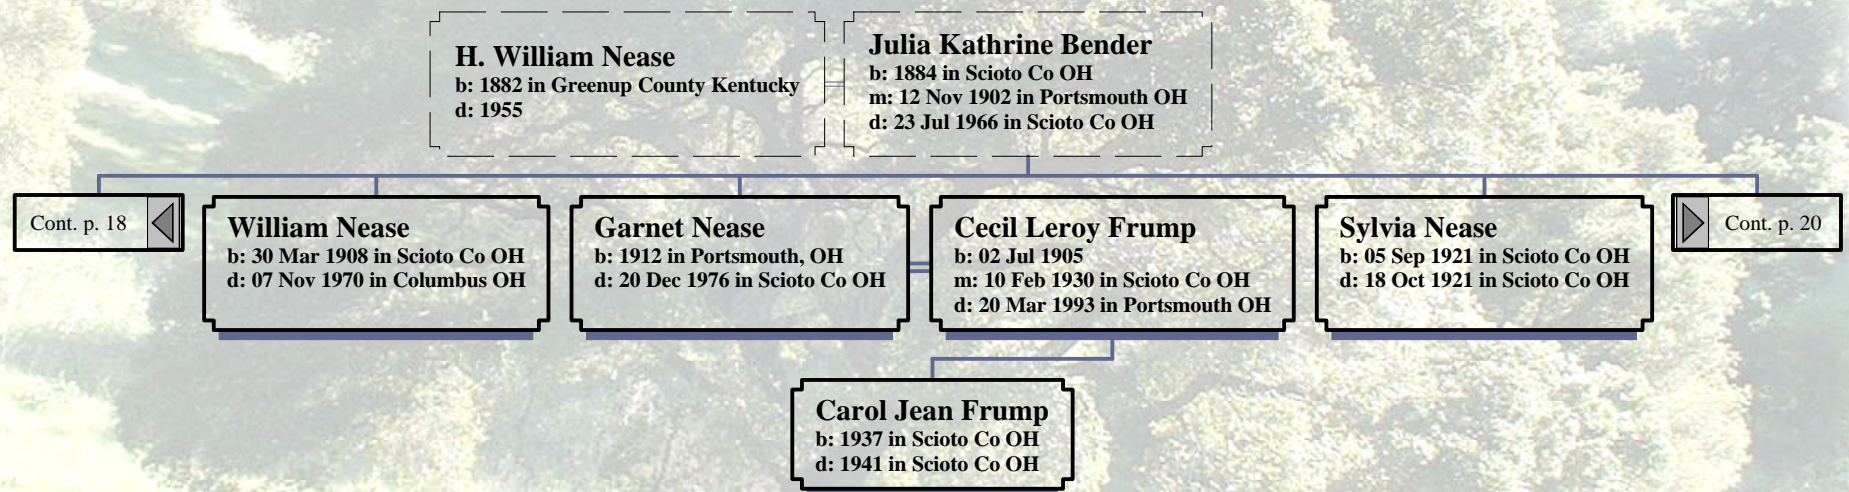 H. William Nease
b: 1882 in Greenup County Kentucky
d: 1955
Julia Kathrine Bender
b: 1884 in Scioto Co OH
m: 12 Nov 1902 in Portsmouth OH
d: 23 Jul 1966 in Scioto Co OH
Cont. p. 18
William Nease
b: 30 Mar 1908 in Scioto Co OH
d: 07 Nov 1970 in Columbus OH
Garnet Nease
b: 1912 in Portsmouth, OH
d: 20 Dec 1976 in Scioto Co OH
Cecil Leroy Frump
b: 02 Jul 1905
m: 10 Feb 1930 in Scioto Co OH
d: 20 Mar 1993 in Portsmouth OH
Sylvia Nease
b: 05 Sep 1921 in Scioto Co OH
d: 18 Oct 1921 in Scioto Co OH
Cont. p. 20
Carol Jean Frump
b: 1937 in Scioto Co OH
d: 1941 in Scioto Co OH